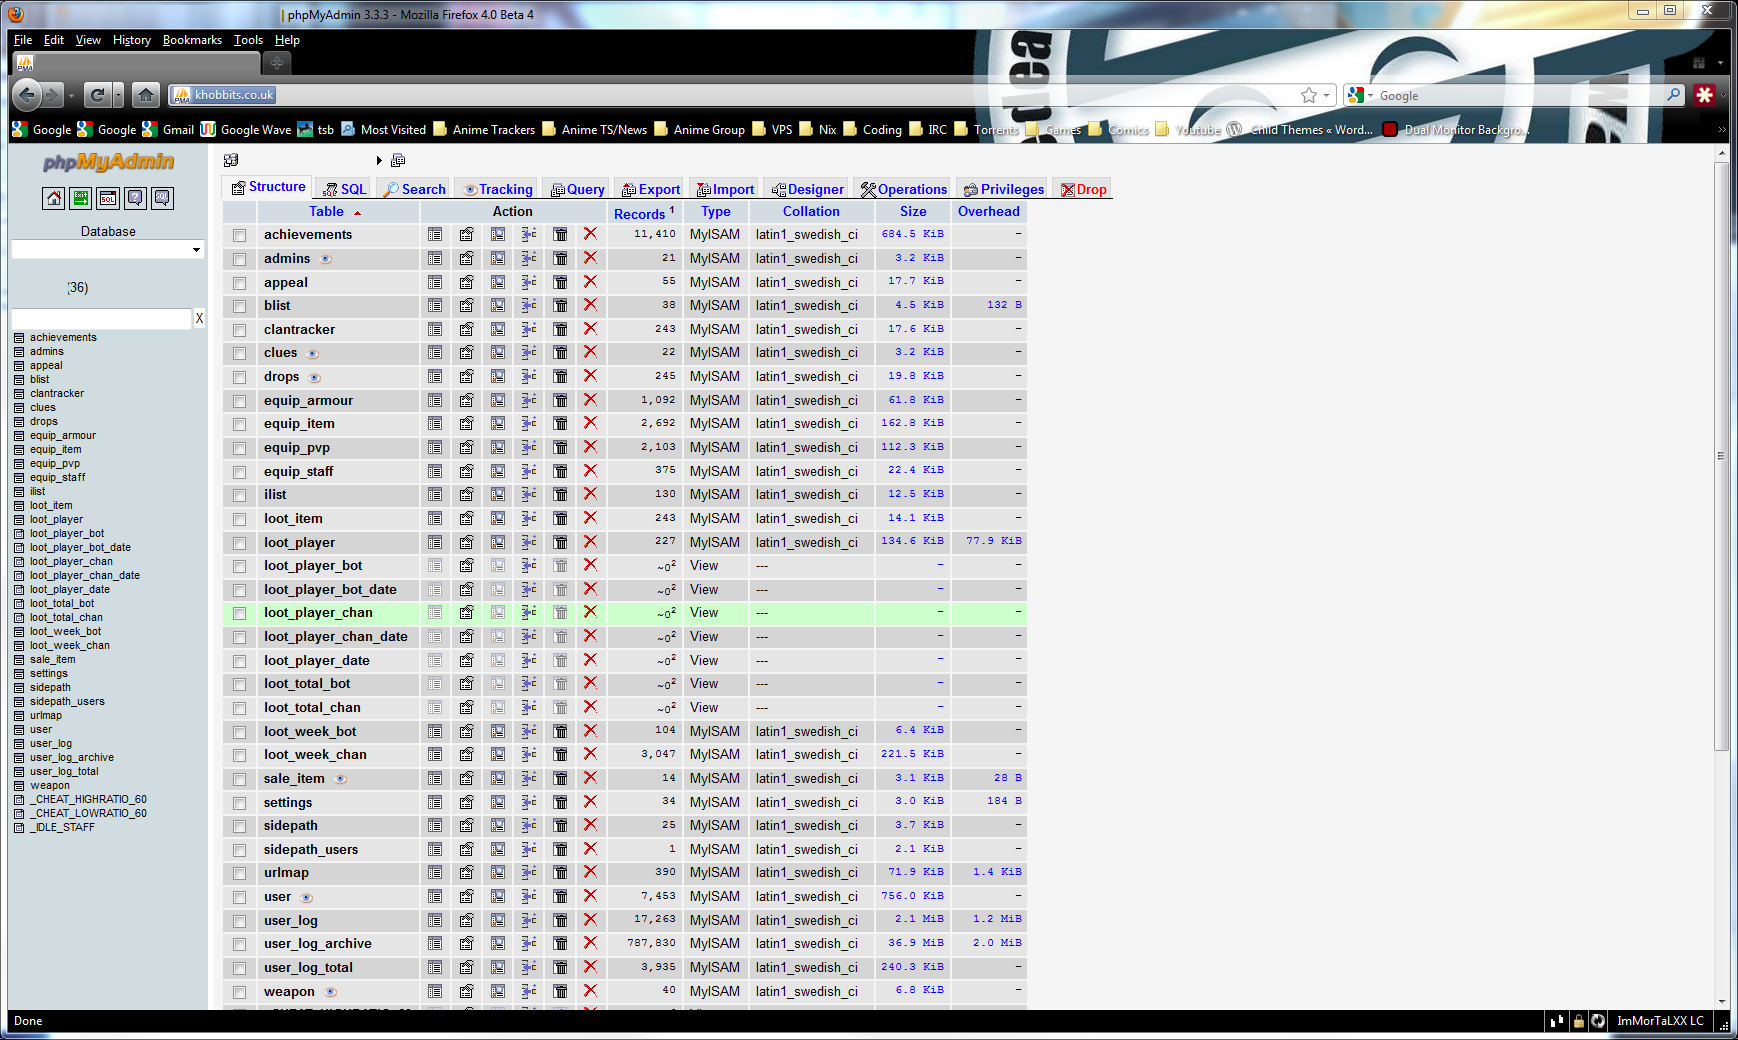 phpMyAdmin 3.3.3 - Mozilla Firefox 4.0 Beta 4
File Edit View History Bookmarks Tools Help
khobbits.co.uk
Google
Google Google Gmail Google Wave tsb Most Visited Anime Trackers Anime TS/News Anime Group VPS Nix Coding IRC Torrents Games Comics Youtube Child Themes « Word... Dual Monitor Backgro...
phpMyAdmin
Database
(36)
X
achievements
admins
appeal
blist
clantracker
clues
drops
equip_armour
equip_item
equip_pvp
equip_staff
ilist
loot_item
loot_player
loot_player_bot
loot_player_bot_date
loot_player_chan
loot_player_chan_date
loot_player_date
loot_total_bot
loot_total_chan
loot_week_bot
loot_week_chan
sale_item
settings
sidepath
sidepath_users
urlmap
user
user_log
user_log_archive
user_log_total
weapon
_CHEAT_HIGHRATIO_60
_CHEAT_LOWRATIO_60
_IDLE_STAFF
Structure SQL Search Tracking Query Export Import Designer Operations Privileges Drop
Table Action Records 1 Type Collation Size Overhead
achievements 11,410 MyISAM latin1_swedish_ci 684.5 KiB -
admins 21 MyISAM latin1_swedish_ci 3.2 KiB -
appeal 55 MyISAM latin1_swedish_ci 17.7 KiB -
blist 38 MyISAM latin1_swedish_ci 4.5 KiB 132 B
clantracker 243 MyISAM latin1_swedish_ci 17.6 KiB -
clues 22 MyISAM latin1_swedish_ci 3.2 KiB -
drops 245 MyISAM latin1_swedish_ci 19.8 KiB -
equip_armour 1,092 MyISAM latin1_swedish_ci 61.8 KiB -
equip_item 2,692 MyISAM latin1_swedish_ci 162.8 KiB -
equip_pvp 2,103 MyISAM latin1_swedish_ci 112.3 KiB -
equip_staff 375 MyISAM latin1_swedish_ci 22.4 KiB -
ilist 130 MyISAM latin1_swedish_ci 12.5 KiB -
loot_item 243 MyISAM latin1_swedish_ci 14.1 KiB -
loot_player 227 MyISAM latin1_swedish_ci 134.6 KiB 77.9 KiB
loot_player_bot ~0 2 View --- - -
loot_player_bot_date ~0 2 View --- - -
loot_player_chan ~0 2 View --- - -
loot_player_chan_date ~0 2 View --- - -
loot_player_date ~0 2 View --- - -
loot_total_bot ~0 2 View --- - -
loot_total_chan ~0 2 View --- - -
loot_week_bot 104 MyISAM latin1_swedish_ci 6.4 KiB -
loot_week_chan 3,047 MyISAM latin1_swedish_ci 221.5 KiB -
sale_item 14 MyISAM latin1_swedish_ci 3.1 KiB 28 B
settings 34 MyISAM latin1_swedish_ci 3.0 KiB 184 B
sidepath 25 MyISAM latin1_swedish_ci 3.7 KiB -
sidepath_users 1 MyISAM latin1_swedish_ci 2.1 KiB -
urlmap 390 MyISAM latin1_swedish_ci 71.9 KiB 1.4 KiB
user 7,453 MyISAM latin1_swedish_ci 756.0 KiB -
user_log 17,263 MyISAM latin1_swedish_ci 2.1 MiB 1.2 MiB
user_log_archive 787,830 MyISAM latin1_swedish_ci 36.9 MiB 2.0 MiB
user_log_total 3,935 MyISAM latin1_swedish_ci 240.3 KiB -
weapon 40 MyISAM latin1_swedish_ci 6.8 KiB -
Done
ImMorTaLXX LC